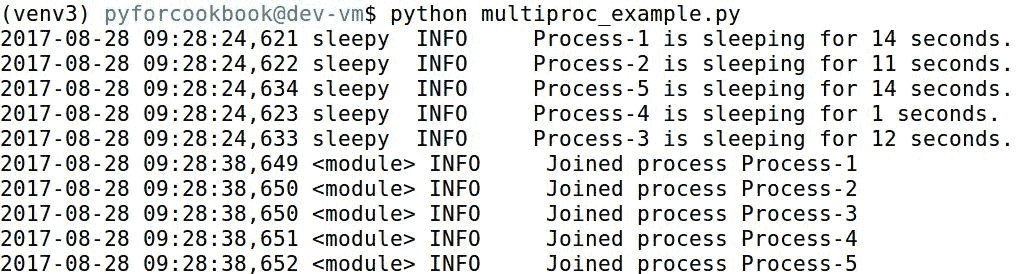 (venv3) pyforcookbook@dev-vm$ python multiproc_example.py
2017-08-28 09:28:24,621 sleepy  INFO     Process-1 is sleeping for 14 seconds.
2017-08-28 09:28:24,622 sleepy  INFO     Process-2 is sleeping for 11 seconds.
2017-08-28 09:28:24,634 sleepy  INFO     Process-5 is sleeping for 14 seconds.
2017-08-28 09:28:24,623 sleepy  INFO     Process-4 is sleeping for 1 seconds.
2017-08-28 09:28:24,633 sleepy  INFO     Process-3 is sleeping for 12 seconds.
2017-08-28 09:28:38,649 <module> INFO     Joined process Process-1
2017-08-28 09:28:38,650 <module> INFO     Joined process Process-2
2017-08-28 09:28:38,650 <module> INFO     Joined process Process-3
2017-08-28 09:28:38,651 <module> INFO     Joined process Process-4
2017-08-28 09:28:38,652 <module> INFO     Joined process Process-5